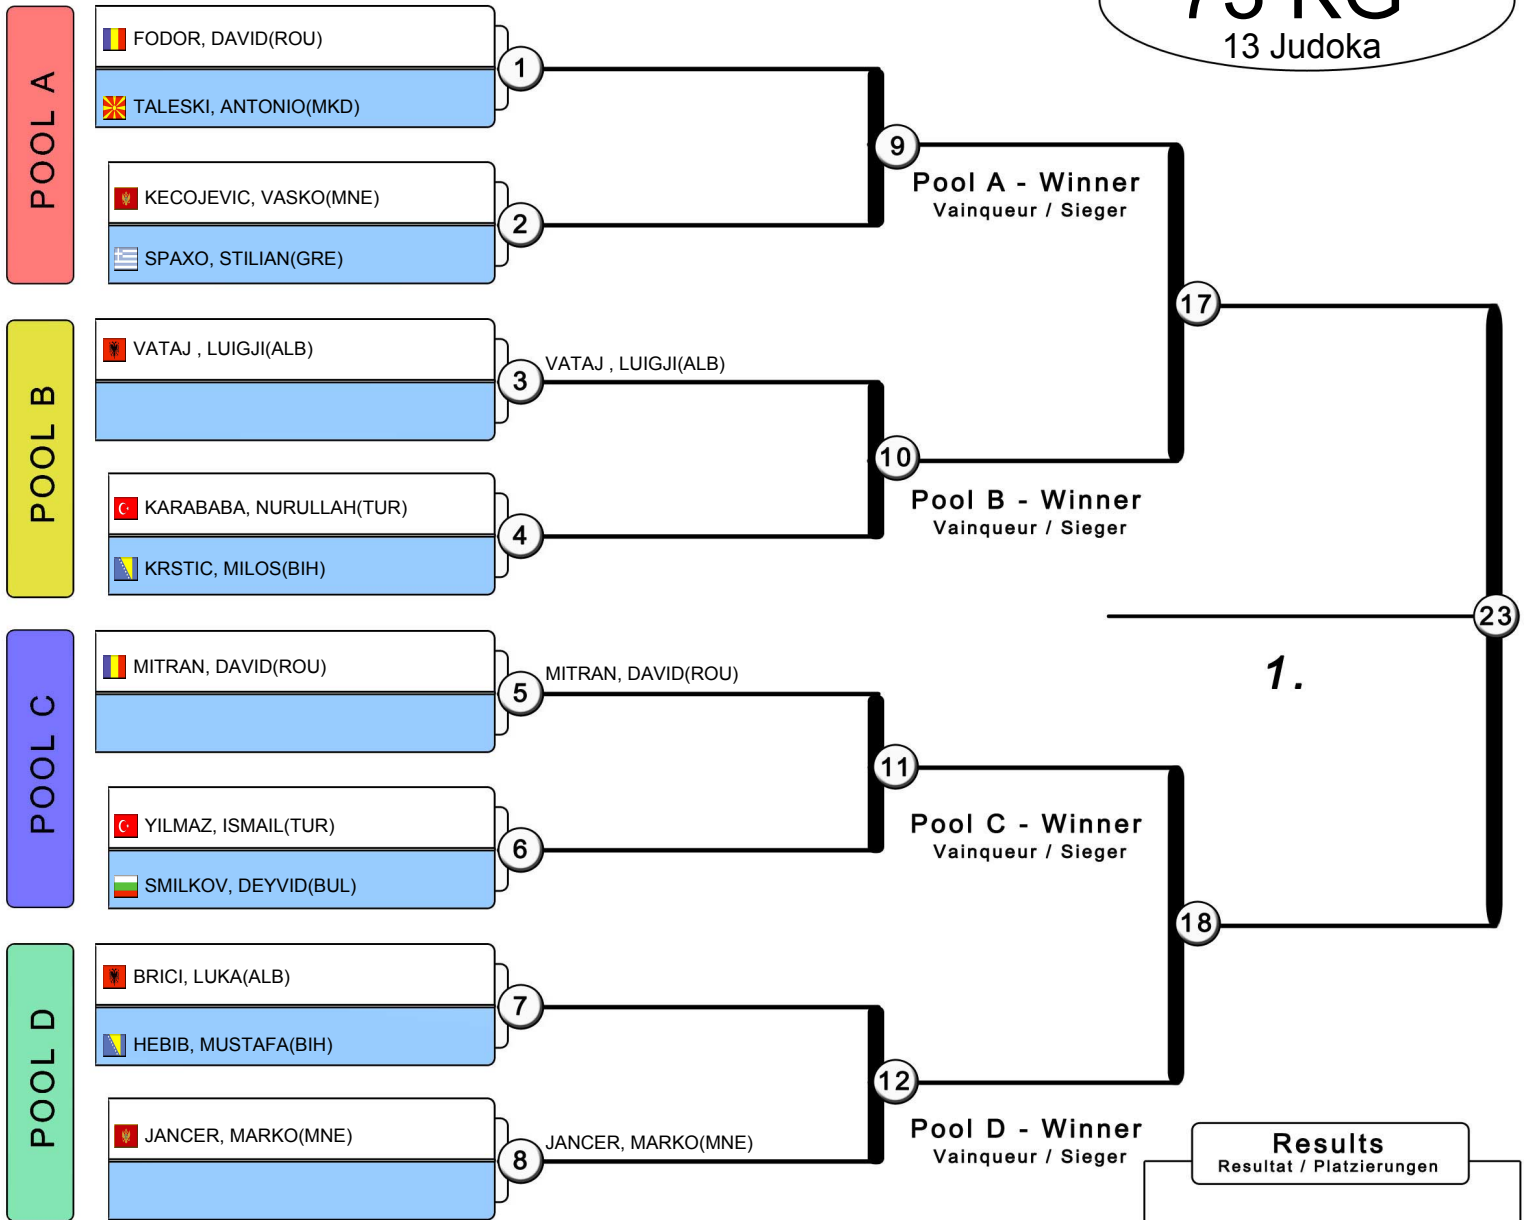 73 KG
13 Judoka
POOL A
FODOR, DAVID(ROU)
TALESKI, ANTONIO(MKD)
1
KECOJEVIC, VASKO(MNE)
SPAXO, STILIAN(GRE)
2
9
Pool A - Winner
Vainqueur / Sieger
17
POOL B
VATAJ , LUIGJI(ALB)
3
VATAJ , LUIGJI(ALB)
KARABABA, NURULLAH(TUR)
KRSTIC, MILOS(BIH)
4
10
Pool B - Winner
Vainqueur / Sieger
23
1.
POOL C
MITRAN, DAVID(ROU)
5
MITRAN, DAVID(ROU)
YILMAZ, ISMAIL(TUR)
SMILKOV, DEYVID(BUL)
6
11
Pool C - Winner
Vainqueur / Sieger
18
POOL D
BRICI, LUKA(ALB)
HEBIB, MUSTAFA(BIH)
7
JANCER, MARKO(MNE)
8
JANCER, MARKO(MNE)
12
Pool D - Winner
Vainqueur / Sieger
Results
Resultat / Platzierungen